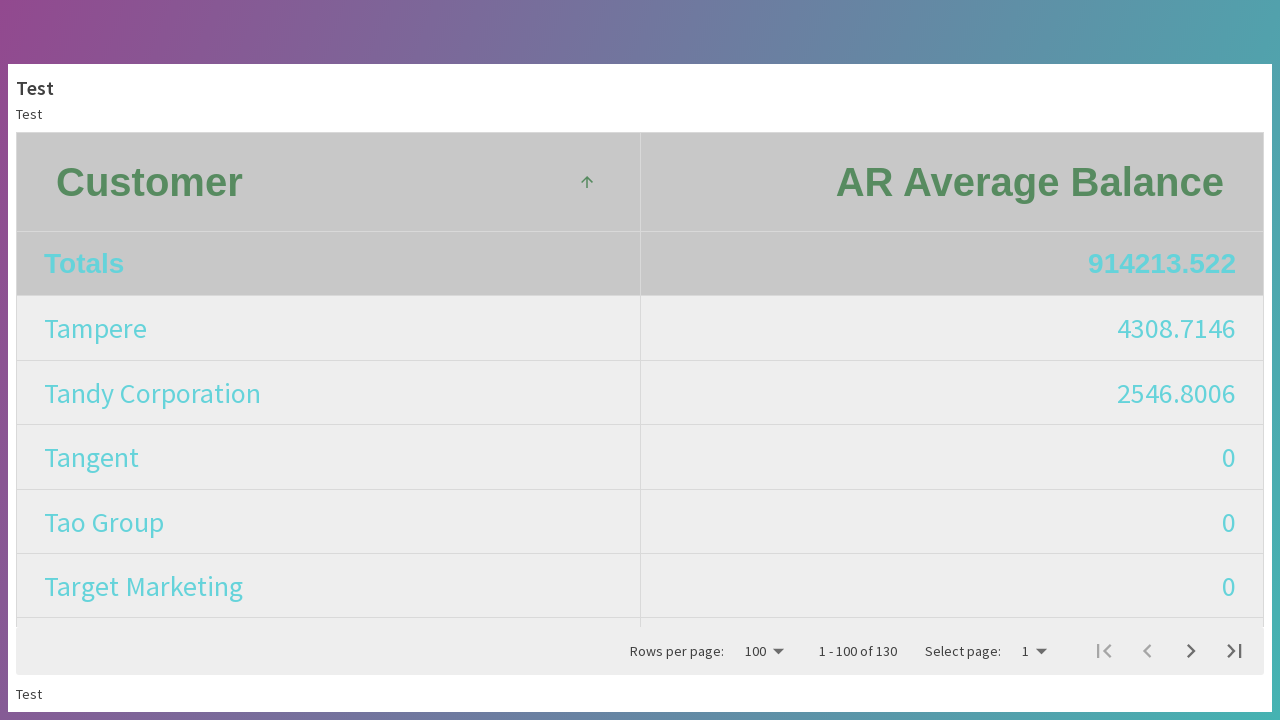 Test
Test
Customer AR Average Balance
Totals 914213.522
Tampere 4308.7146
Tandy Corporation 2546.8006
Tangent 0
Tao Group 0
Target Marketing 0
Rows per page: 100 1 - 100 of 130 Select page: 1
Test